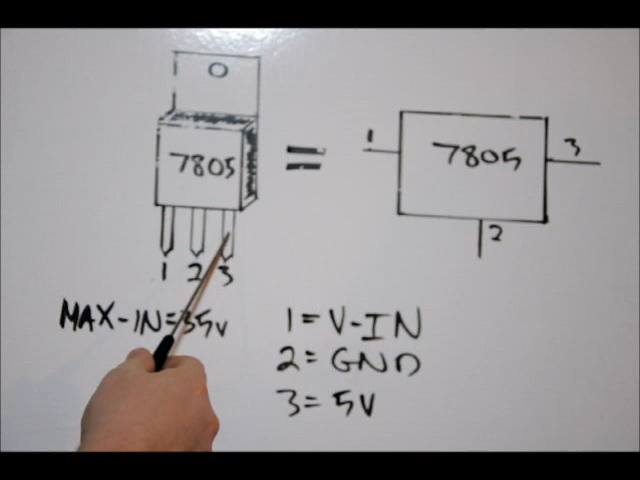 7805
=
1 2 3
1 7805 3
2
MAX-IN=35V
1=V-IN
2=GND
3=5V